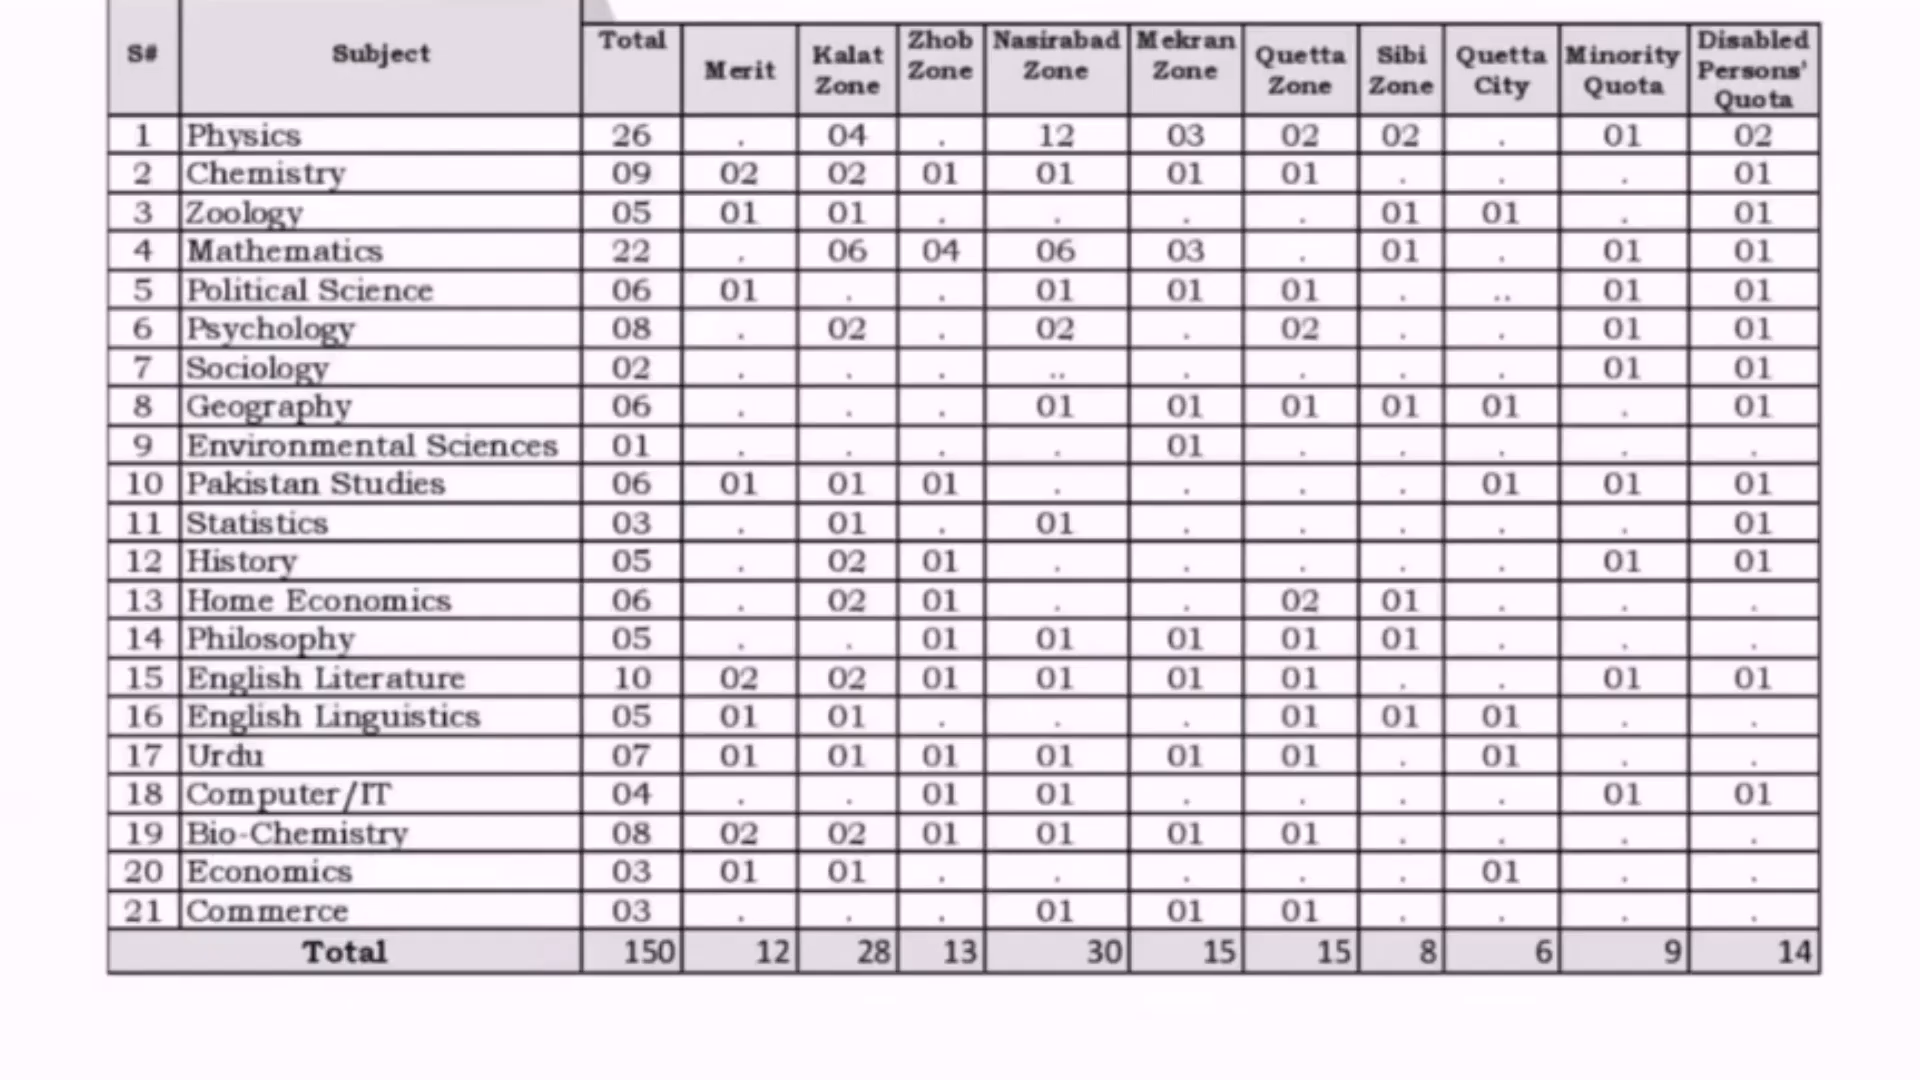 S# Subject Total Merit Kalat Zone Zhob Zone Nasirabad Zone Mekran Zone Quetta Zone Sibi Zone Quetta City Minority Quota Disabled Persons' Quota
1 Physics 26 . 04 . 12 03 02 02 . 01 02
2 Chemistry 09 02 02 01 01 01 01 . . . 01
3 Zoology 05 01 01 . . . . 01 01 . 01
4 Mathematics 22 . 06 04 06 03 . 01 . 01 01
5 Political Science 06 01 . . 01 01 01 . .. 01 01
6 Psychology 08 . 02 . 02 . 02 . . 01 01
7 Sociology 02 . . . .. . . . . 01 01
8 Geography 06 . . . 01 01 01 01 01 . 01
9 Environmental Sciences 01 . . . . 01 . . . . .
10 Pakistan Studies 06 01 01 01 . . . . 01 01 01
11 Statistics 03 . 01 . 01 . . . . . 01
12 History 05 . 02 01 . . . . . 01 01
13 Home Economics 06 . 02 01 . . 02 01 . . .
14 Philosophy 05 . . 01 01 01 01 01 . . .
15 English Literature 10 02 02 01 01 01 01 . . 01 01
16 English Linguistics 05 01 01 . . . 01 01 01 . .
17 Urdu 07 01 01 01 01 01 01 . 01 . .
18 Computer/IT 04 . . 01 01 . . . . 01 01
19 Bio-Chemistry 08 02 02 01 01 01 01 . . . .
20 Economics 03 01 01 . . . . . 01 . .
21 Commerce 03 . . . 01 01 01 . . . .
Total 150 12 28 13 30 15 15 8 6 9 14